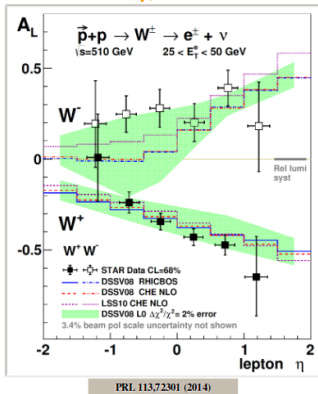 A_L
p⃗+p → W± → e± + ν
√s=510 GeV 25 < E_T^e < 50 GeV
0.5
W⁻
0
Rel lumi
syst
W⁺
-0.5
W⁺ W⁻
STAR Data CL=68%
DSSV08 RHICBOS
DSSV08 CHE NLO
LSS10 CHE NLO
DSSV08 L0 Δχ²/χ²= 2% error
3.4% beam pol scale uncertainty not shown
-2 -1 0 1 2
lepton η
PRL 113,72301 (2014)